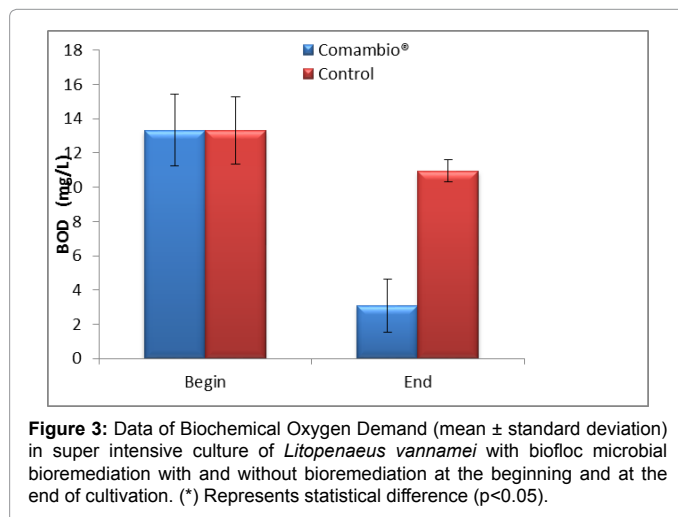 Comambio®
Control
BOD (mg/L)
18
16
14
12
10
8
6
4
2
0
Begin
End
Figure 3: Data of Biochemical Oxygen Demand (mean ± standard deviation)
in super intensive culture of Litopenaeus vannamei with biofloc microbial
bioremediation with and without bioremediation at the beginning and at the
end of cultivation. (*) Represents statistical difference (p<0.05).